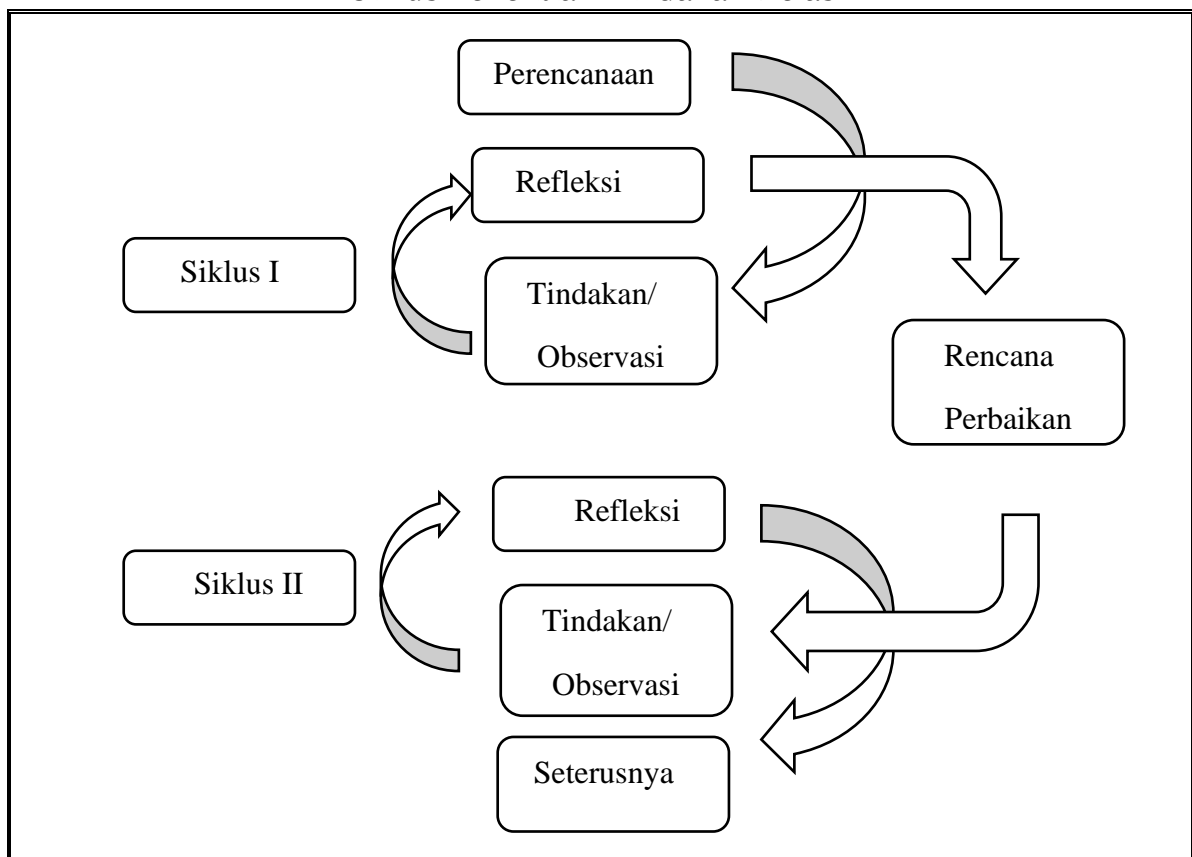 Perencanaan
Refleksi
Siklus I
Tindakan/
Observasi
Rencana
Perbaikan
Refleksi
Siklus II
Tindakan/
Observasi
Seterusnya